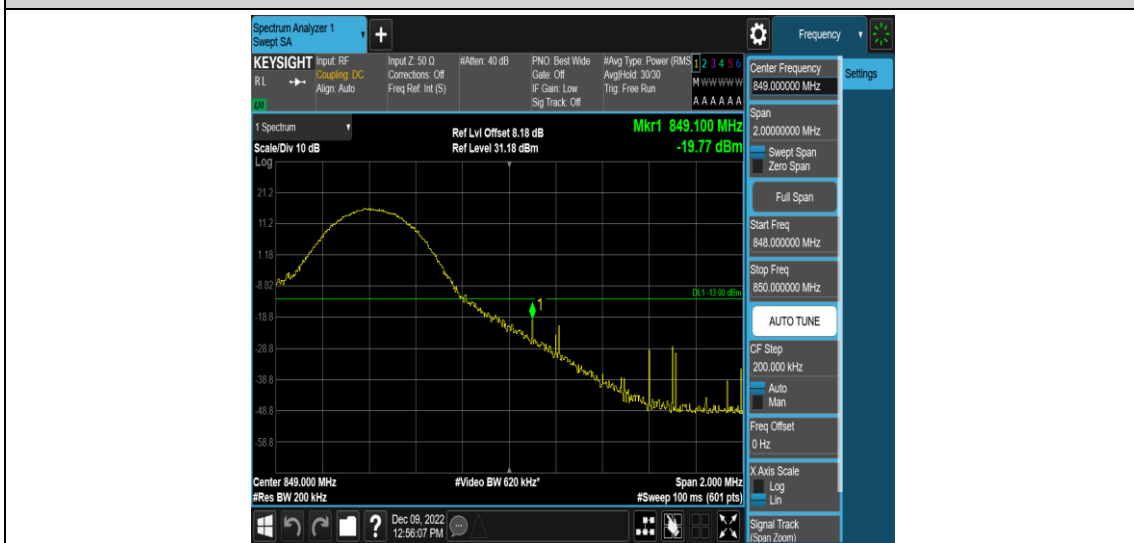 Spectrum Analyzer 1
Swept SA
+
Frequency
KEYSIGHT
RL
LXI
Input: RF
Coupling: DC
Align: Auto
Input Z: 50 Ω
Corrections: Off
Freq Ref: Int (S)
#Atten: 40 dB
PNO: Best Wide
Gate: Off
IF Gain: Low
Sig Track: Off
#Avg Type: Power (RMS
Avg|Hold: 30/30
Trig: Free Run
1 2 3 4 5 6
M W W W W W
A A A A A A
1 Spectrum
Scale/Div 10 dB
Log
Ref Lvl Offset 8.18 dB
Ref Level 31.18 dBm
Mkr1 849.100 MHz
-19.77 dBm
21.2
11.2
1.18
-8.82
DL1 -13.00 dBm
1
-18.8
-28.8
-38.8
-48.8
-58.8
Center 849.000 MHz
#Video BW 620 kHz*
Span 2.000 MHz
#Res BW 200 kHz
#Sweep 100 ms (601 pts)
Dec 09, 2022
12:56:07 PM
?
Center Frequency
849.000000 MHz
Settings
Span
2.00000000 MHz
Swept Span
Zero Span
Full Span
Start Freq
848.000000 MHz
Stop Freq
850.000000 MHz
AUTO TUNE
CF Step
200.000 kHz
Auto
Man
Freq Offset
0 Hz
X Axis Scale
Log
Lin
Signal Track
(Span Zoom)